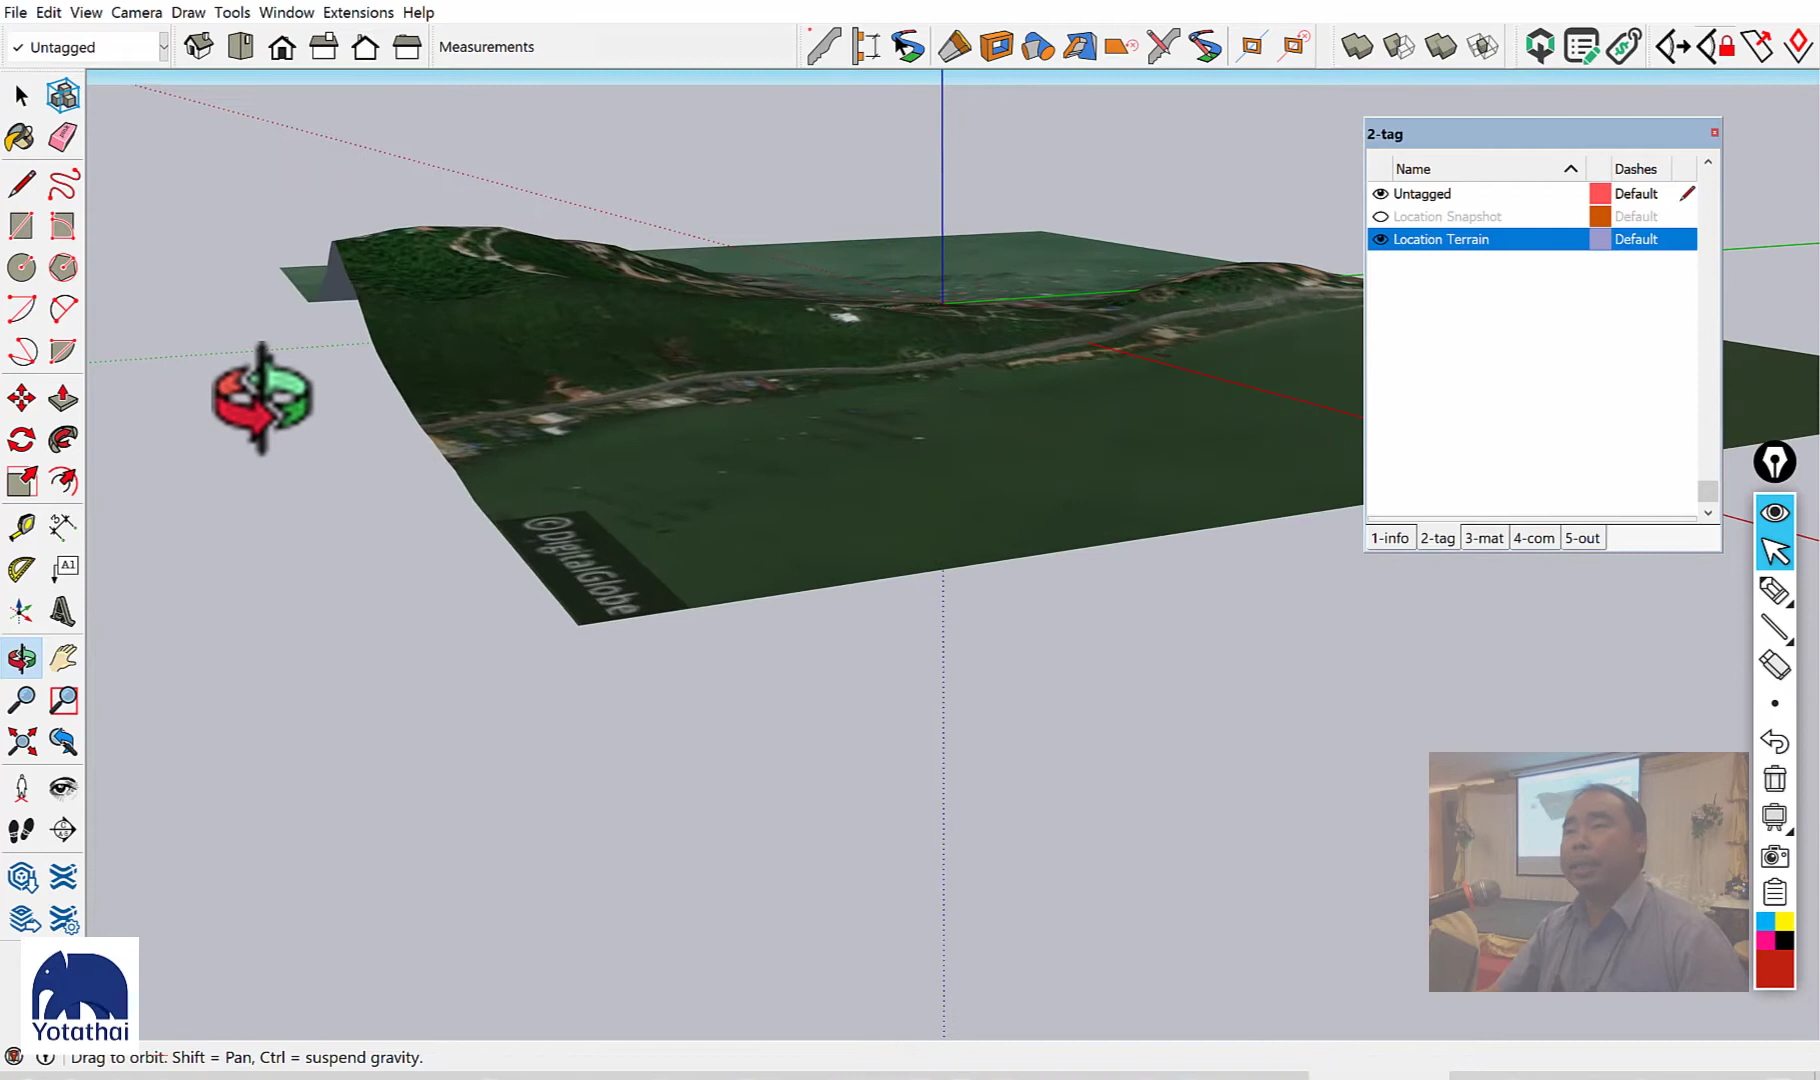 File Edit View Camera Draw Tools Window Extensions Help
✓ Untagged
Measurements
2-tag
Name Dashes
Untagged Default
Location Snapshot Default
Location Terrain Default
1-info 2-tag 3-mat 4-com 5-out
A1
©DigitalGlobe
Yotathai
Drag to orbit: Shift = Pan, Ctrl = suspend gravity.